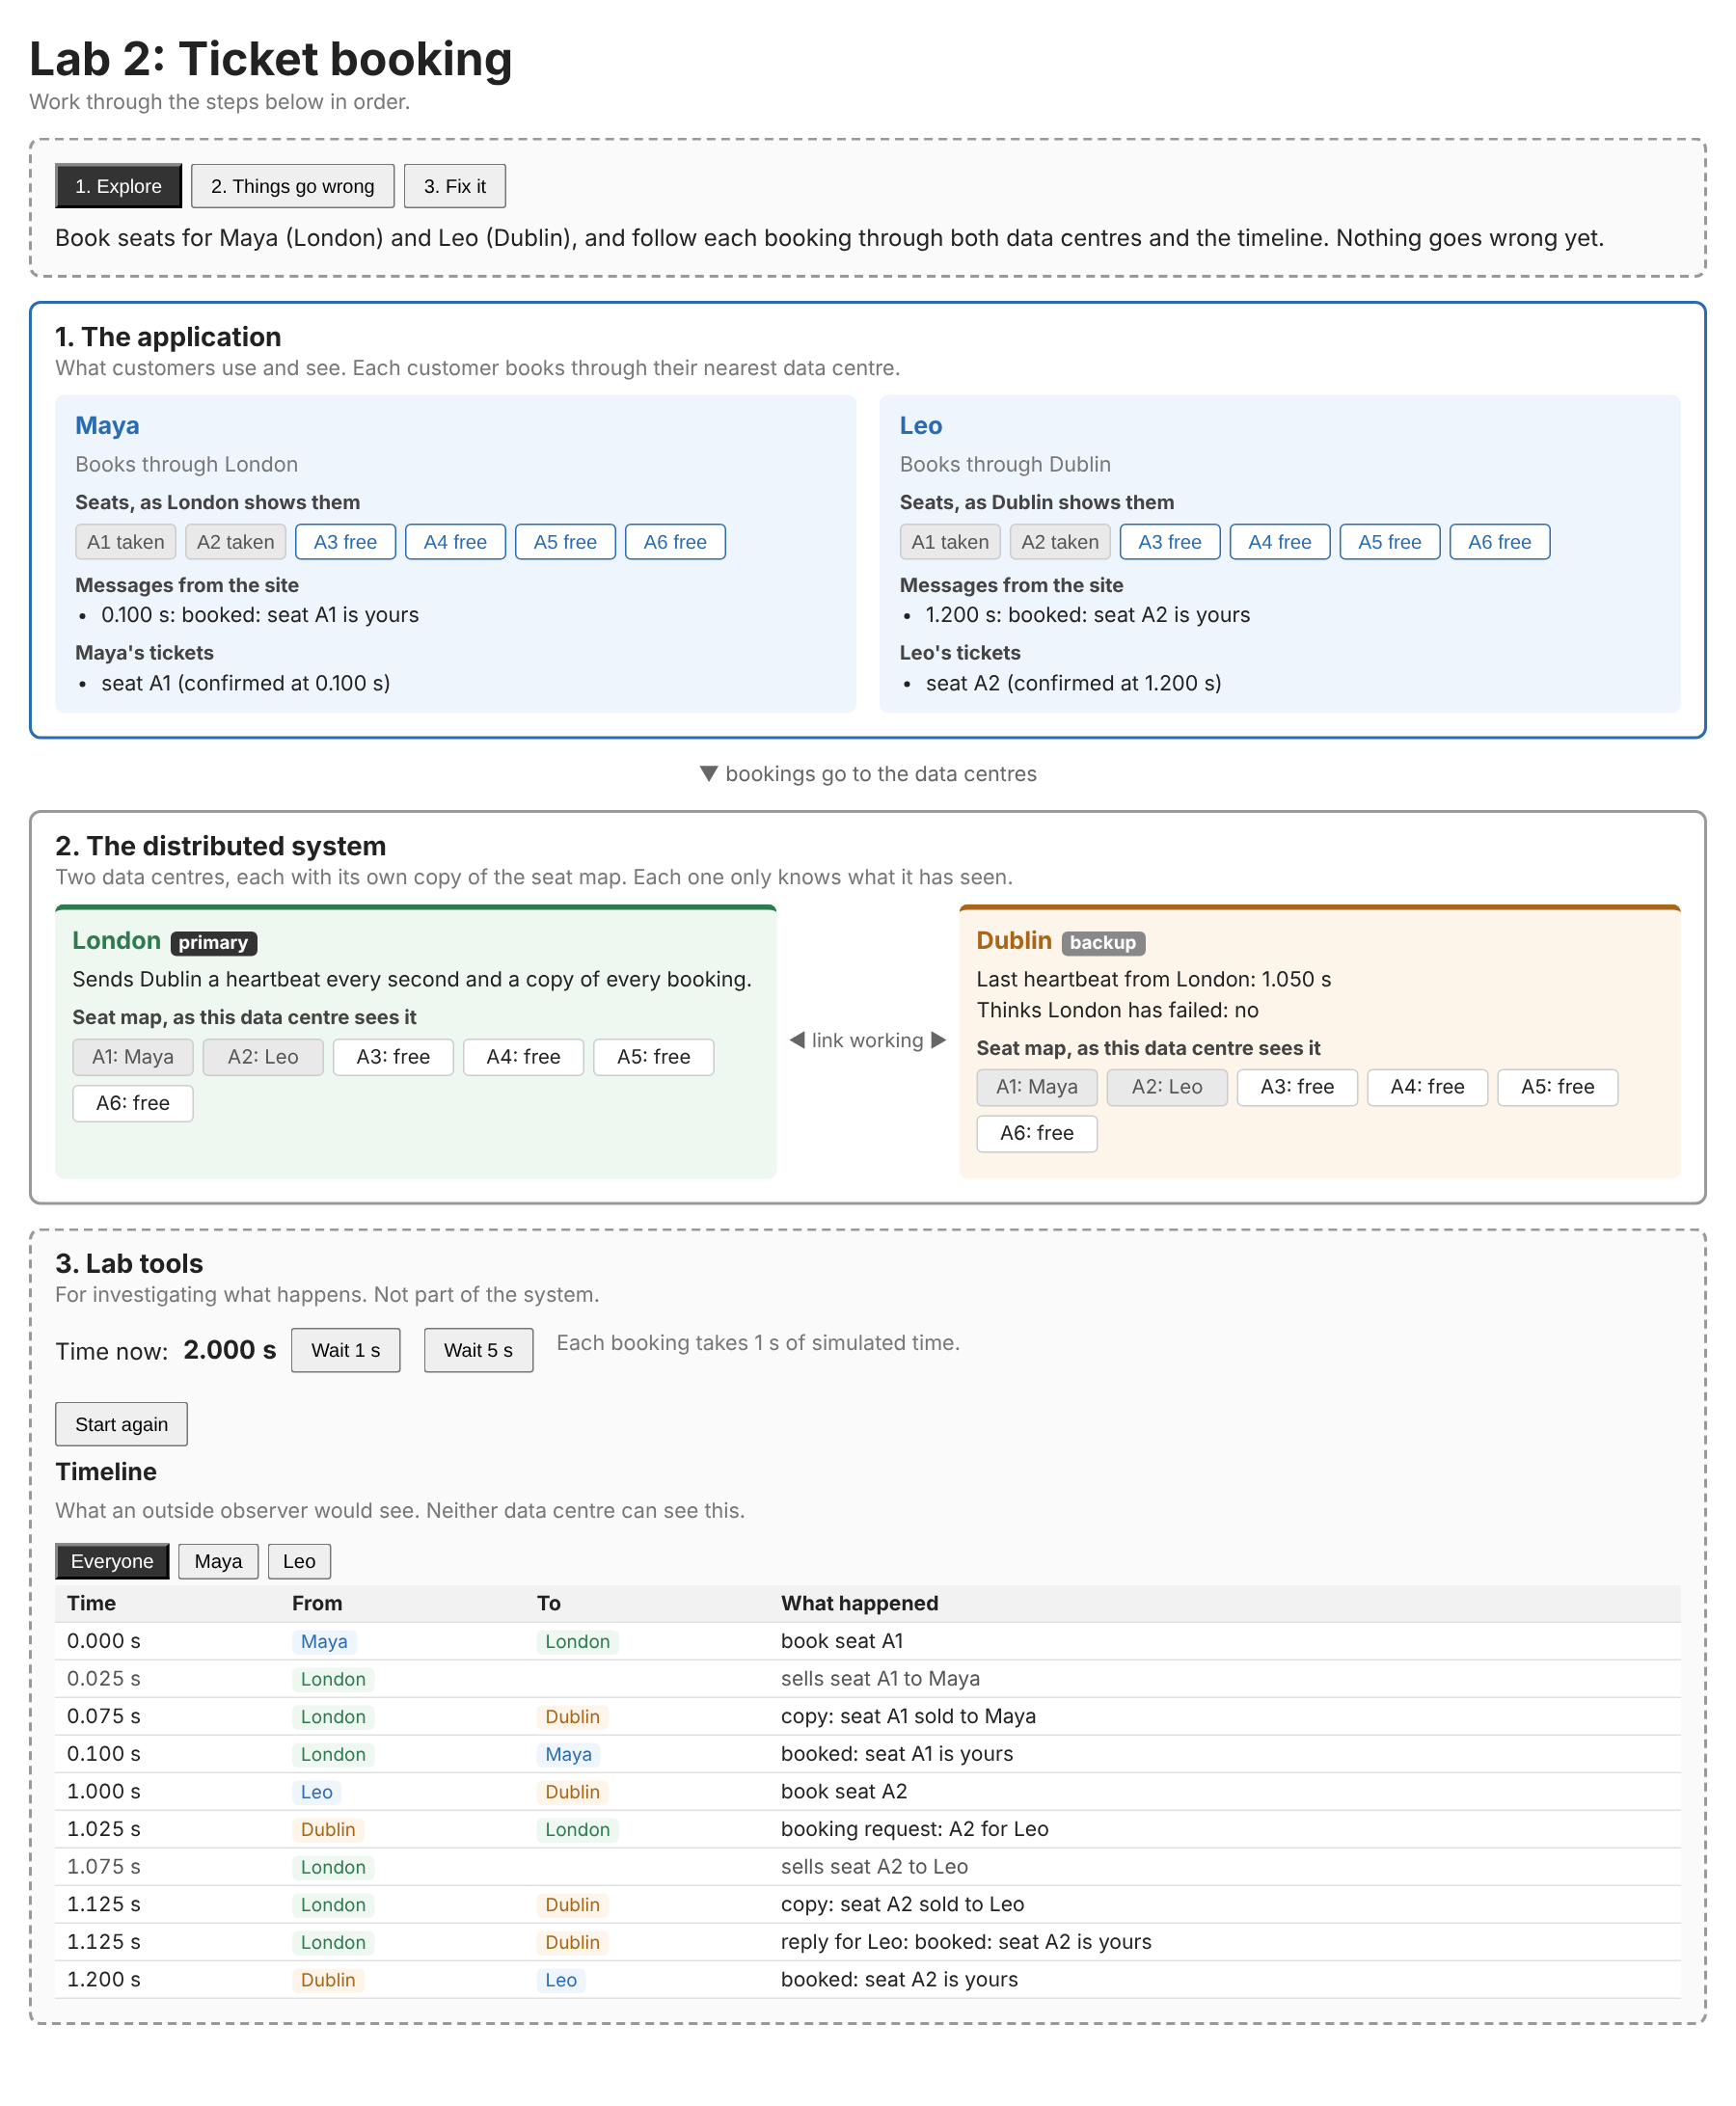 Lab 2: Ticket booking
Work through the steps below in order.
1. Explore 2. Things go wrong 3. Fix it
Book seats for Maya (London) and Leo (Dublin), and follow each booking through both data centres and the timeline. Nothing goes wrong yet.
1. The application
What customers use and see. Each customer books through their nearest data centre.
Maya
Books through London
Seats, as London shows them
A1 taken A2 taken A3 free A4 free A5 free A6 free
Messages from the site
• 0.100 s: booked: seat A1 is yours
Maya's tickets
• seat A1 (confirmed at 0.100 s)
Leo
Books through Dublin
Seats, as Dublin shows them
A1 taken A2 taken A3 free A4 free A5 free A6 free
Messages from the site
• 1.200 s: booked: seat A2 is yours
Leo's tickets
• seat A2 (confirmed at 1.200 s)
▼ bookings go to the data centres
2. The distributed system
Two data centres, each with its own copy of the seat map. Each one only knows what it has seen.
London primary
Sends Dublin a heartbeat every second and a copy of every booking.
Seat map, as this data centre sees it
A1: Maya A2: Leo A3: free A4: free A5: free
A6: free
◀ link working ▶
Dublin backup
Last heartbeat from London: 1.050 s
Thinks London has failed: no
Seat map, as this data centre sees it
A1: Maya A2: Leo A3: free A4: free A5: free
A6: free
3. Lab tools
For investigating what happens. Not part of the system.
Time now: 2.000 s Wait 1 s Wait 5 s Each booking takes 1 s of simulated time.
Start again
Timeline
What an outside observer would see. Neither data centre can see this.
Everyone Maya Leo
Time From To What happened
0.000 s Maya London book seat A1
0.025 s London sells seat A1 to Maya
0.075 s London Dublin copy: seat A1 sold to Maya
0.100 s London Maya booked: seat A1 is yours
1.000 s Leo Dublin book seat A2
1.025 s Dublin London booking request: A2 for Leo
1.075 s London sells seat A2 to Leo
1.125 s London Dublin copy: seat A2 sold to Leo
1.125 s London Dublin reply for Leo: booked: seat A2 is yours
1.200 s Dublin Leo booked: seat A2 is yours